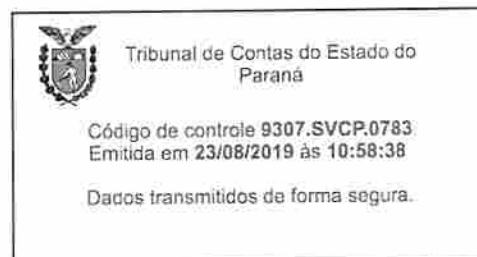 Tribunal de Contas do Estado do
Paraná
Código de controle 9307.SVCP.0783
Emitida em 23/08/2019 às 10:58:38
Dados transmitidos de forma segura.